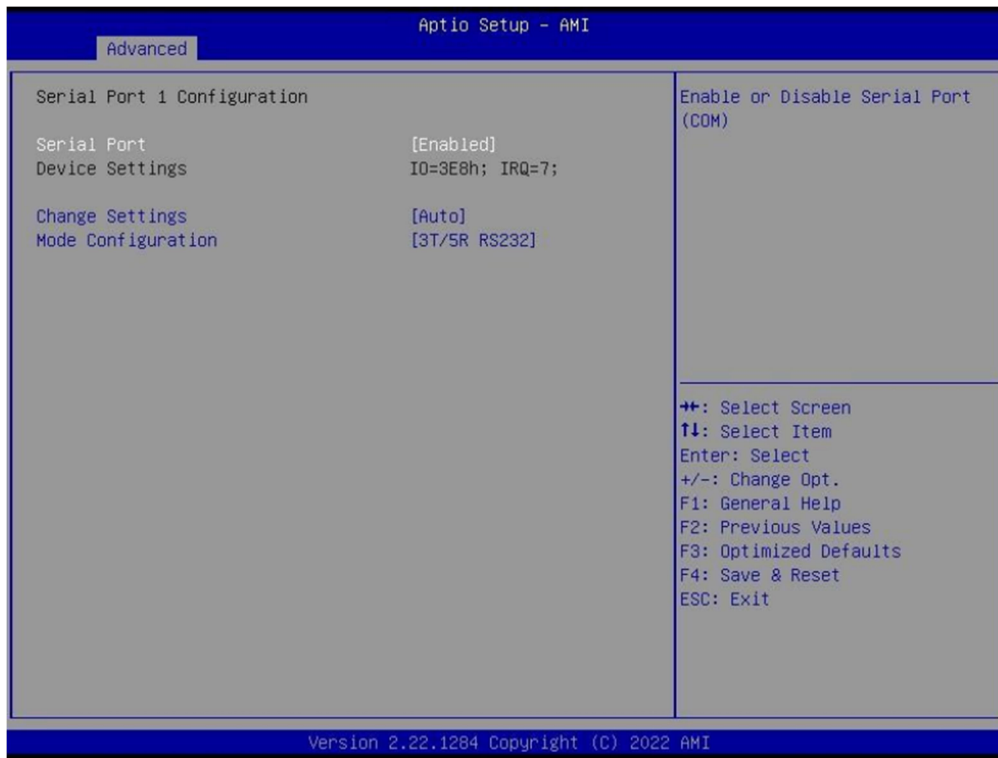 Aptio Setup – AMI
Advanced
Serial Port 1 Configuration
Serial Port [Enabled]
Device Settings IO=3E8h; IRQ=7;
Change Settings [Auto]
Mode Configuration [3T/5R RS232]
Enable or Disable Serial Port
(COM)
→←: Select Screen
↑↓: Select Item
Enter: Select
+/-: Change Opt.
F1: General Help
F2: Previous Values
F3: Optimized Defaults
F4: Save & Reset
ESC: Exit
Version 2.22.1284 Copyright (C) 2022 AMI